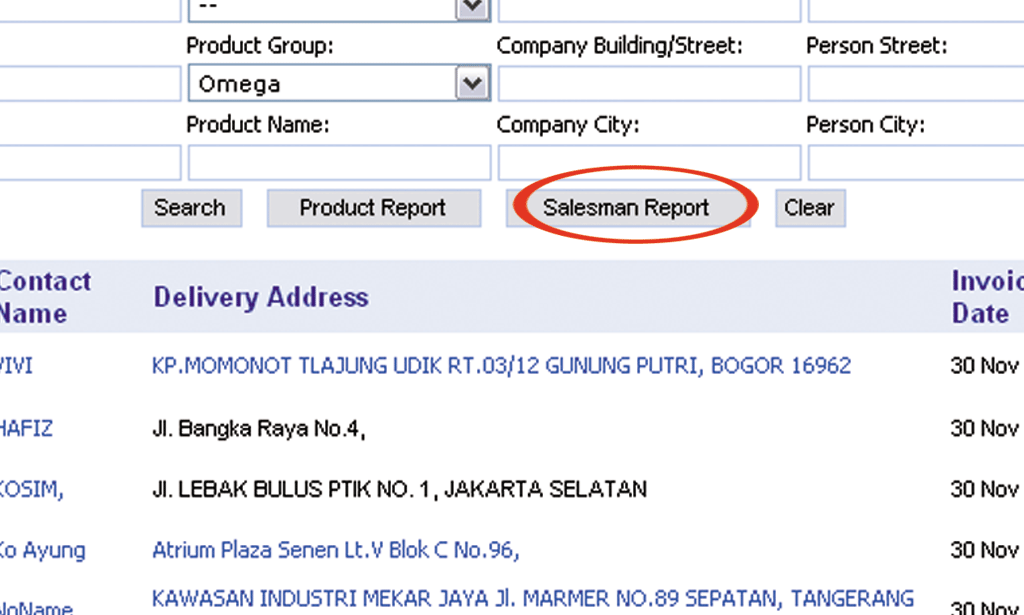 --
Product Group: Company Building/Street: Person Street:
Omega
Product Name: Company City: Person City:
Search Product Report Salesman Report Clear
Contact Name Delivery Address Invoic Date
VIVI KP.MOMONOT TLAJUNG UDIK RT.03/12 GUNUNG PUTRI, BOGOR 16962 30 Nov
HAFIZ Jl. Bangka Raya No.4, 30 Nov
KOSIM, Jl. LEBAK BULUS PTIK NO. 1, JAKARTA SELATAN 30 Nov
Ko Ayung Atrium Plaza Senen Lt.V Blok C No.96, 30 Nov
NoName KAWASAN INDUSTRI MEKAR JAYA Jl. MARMER NO.89 SEPATAN, TANGERANG 30 Nov